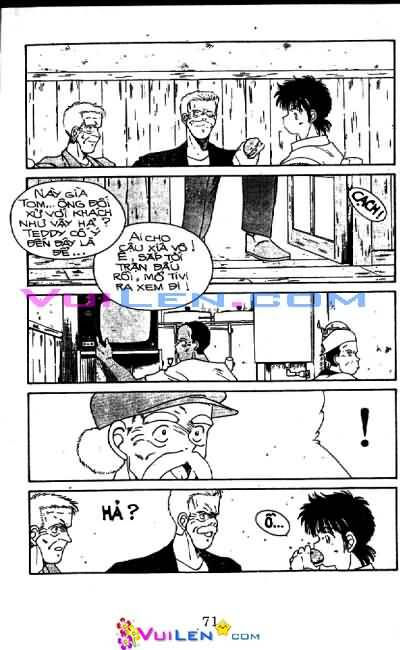 NÀY GIÀ
TOM... ÔNG ĐỐI
XỬ VỚI KHÁCH
NHƯ VẬY HẢ?
TEDDY CỐ Ý
ĐẾN ĐÂY LÀ
ĐỂ...
CẠCH!
AI CHO
CẬU XÍA VÔ!
Ê, SẮP TỚI
TRẬN ĐẤU
RỒI, MỞ TIVI
RA XEM ĐI!
VUILEN.COM
!
HẢ?
Ồ...
71
VUILEN.COM